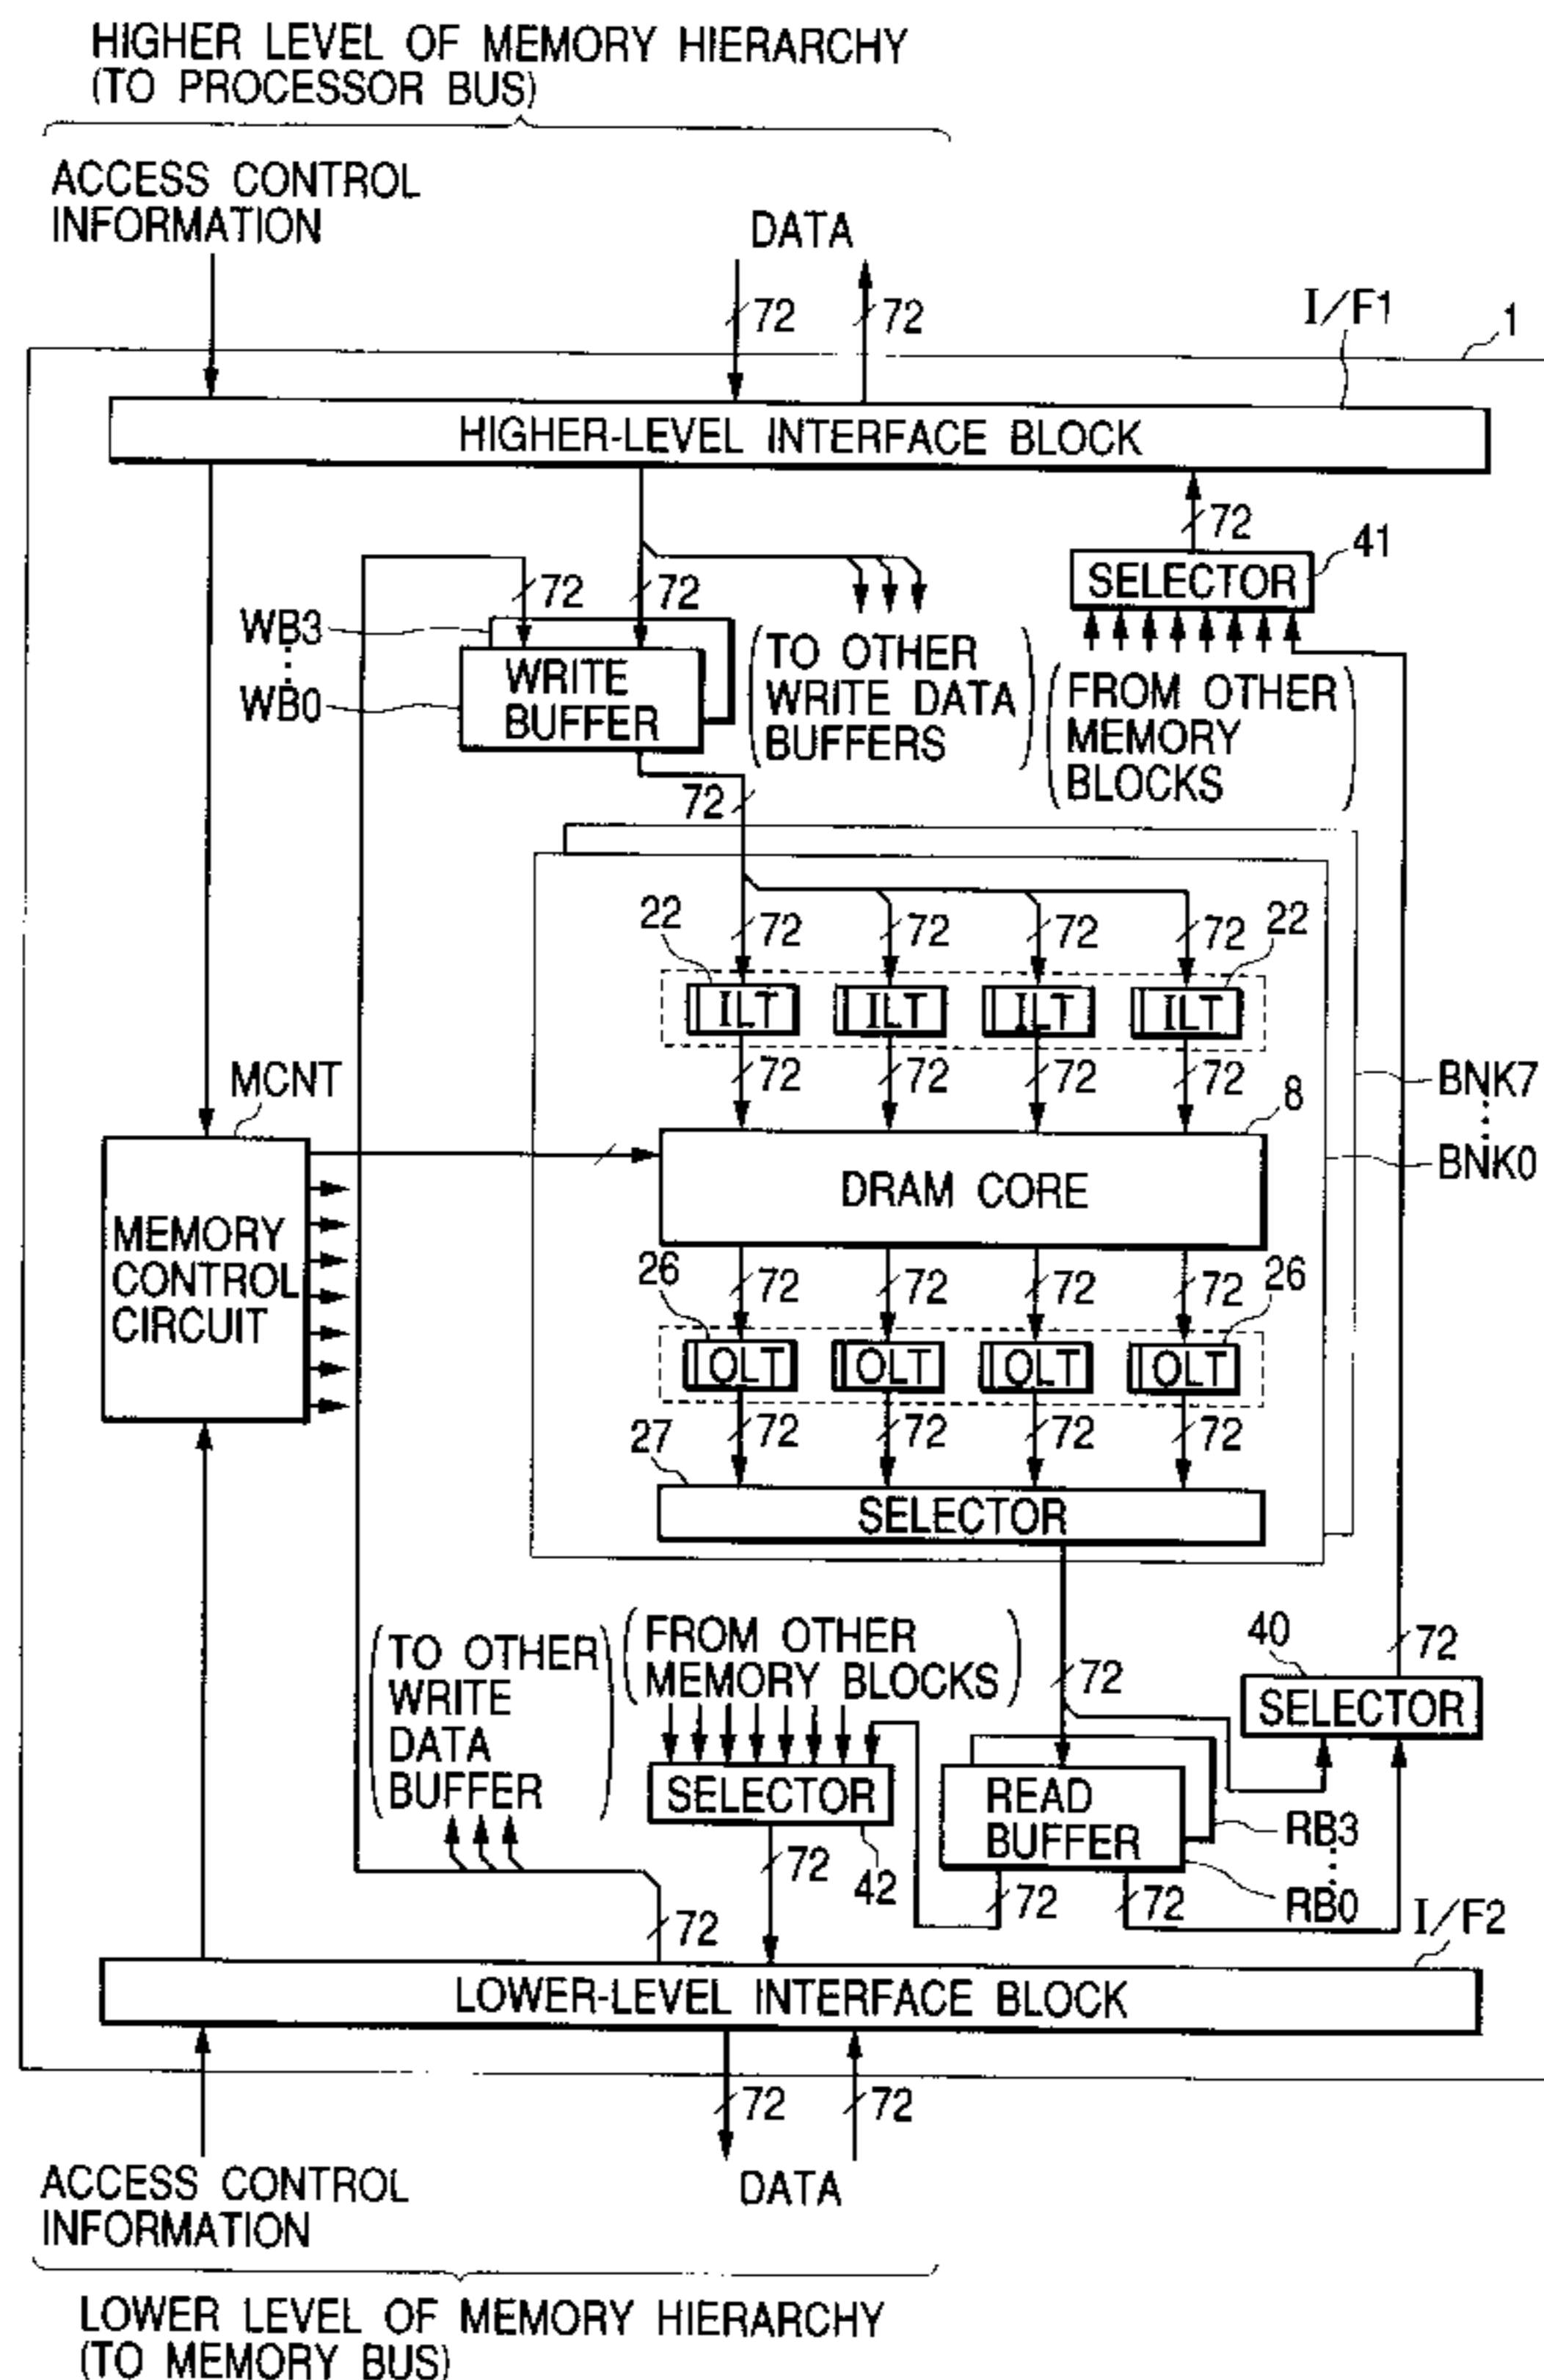 HIGHER LEVEL OF MEMORY HIERARCHY
(TO PROCESSOR BUS)
ACCESS CONTROL
INFORMATION
DATA
72
72
I/F1
1
HIGHER-LEVEL INTERFACE BLOCK
72
41
SELECTOR
72
72
WB3
WB0
WRITE
BUFFER
(TO OTHER
WRITE DATA
BUFFERS)
(FROM OTHER
MEMORY
BLOCKS)
72
22
72
72
72
72
22
ILT
ILT
ILT
ILT
72
72
72
72
MCNT
8
BNK7
BNK0
DRAM CORE
MEMORY
CONTROL
CIRCUIT
26
72
72
72
72
26
OLT
OLT
OLT
OLT
27
72
72
72
72
SELECTOR
(TO OTHER
WRITE
DATA
BUFFER)
(FROM OTHER
MEMORY BLOCKS)
72
40
72
SELECTOR
SELECTOR
42
72
READ
BUFFER
RB3
RB0
72
72
72
I/F2
LOWER-LEVEL INTERFACE BLOCK
72
72
DATA
ACCESS CONTROL
INFORMATION
LOWER LEVEL OF MEMORY HIERARCHY
(TO MEMORY BUS)